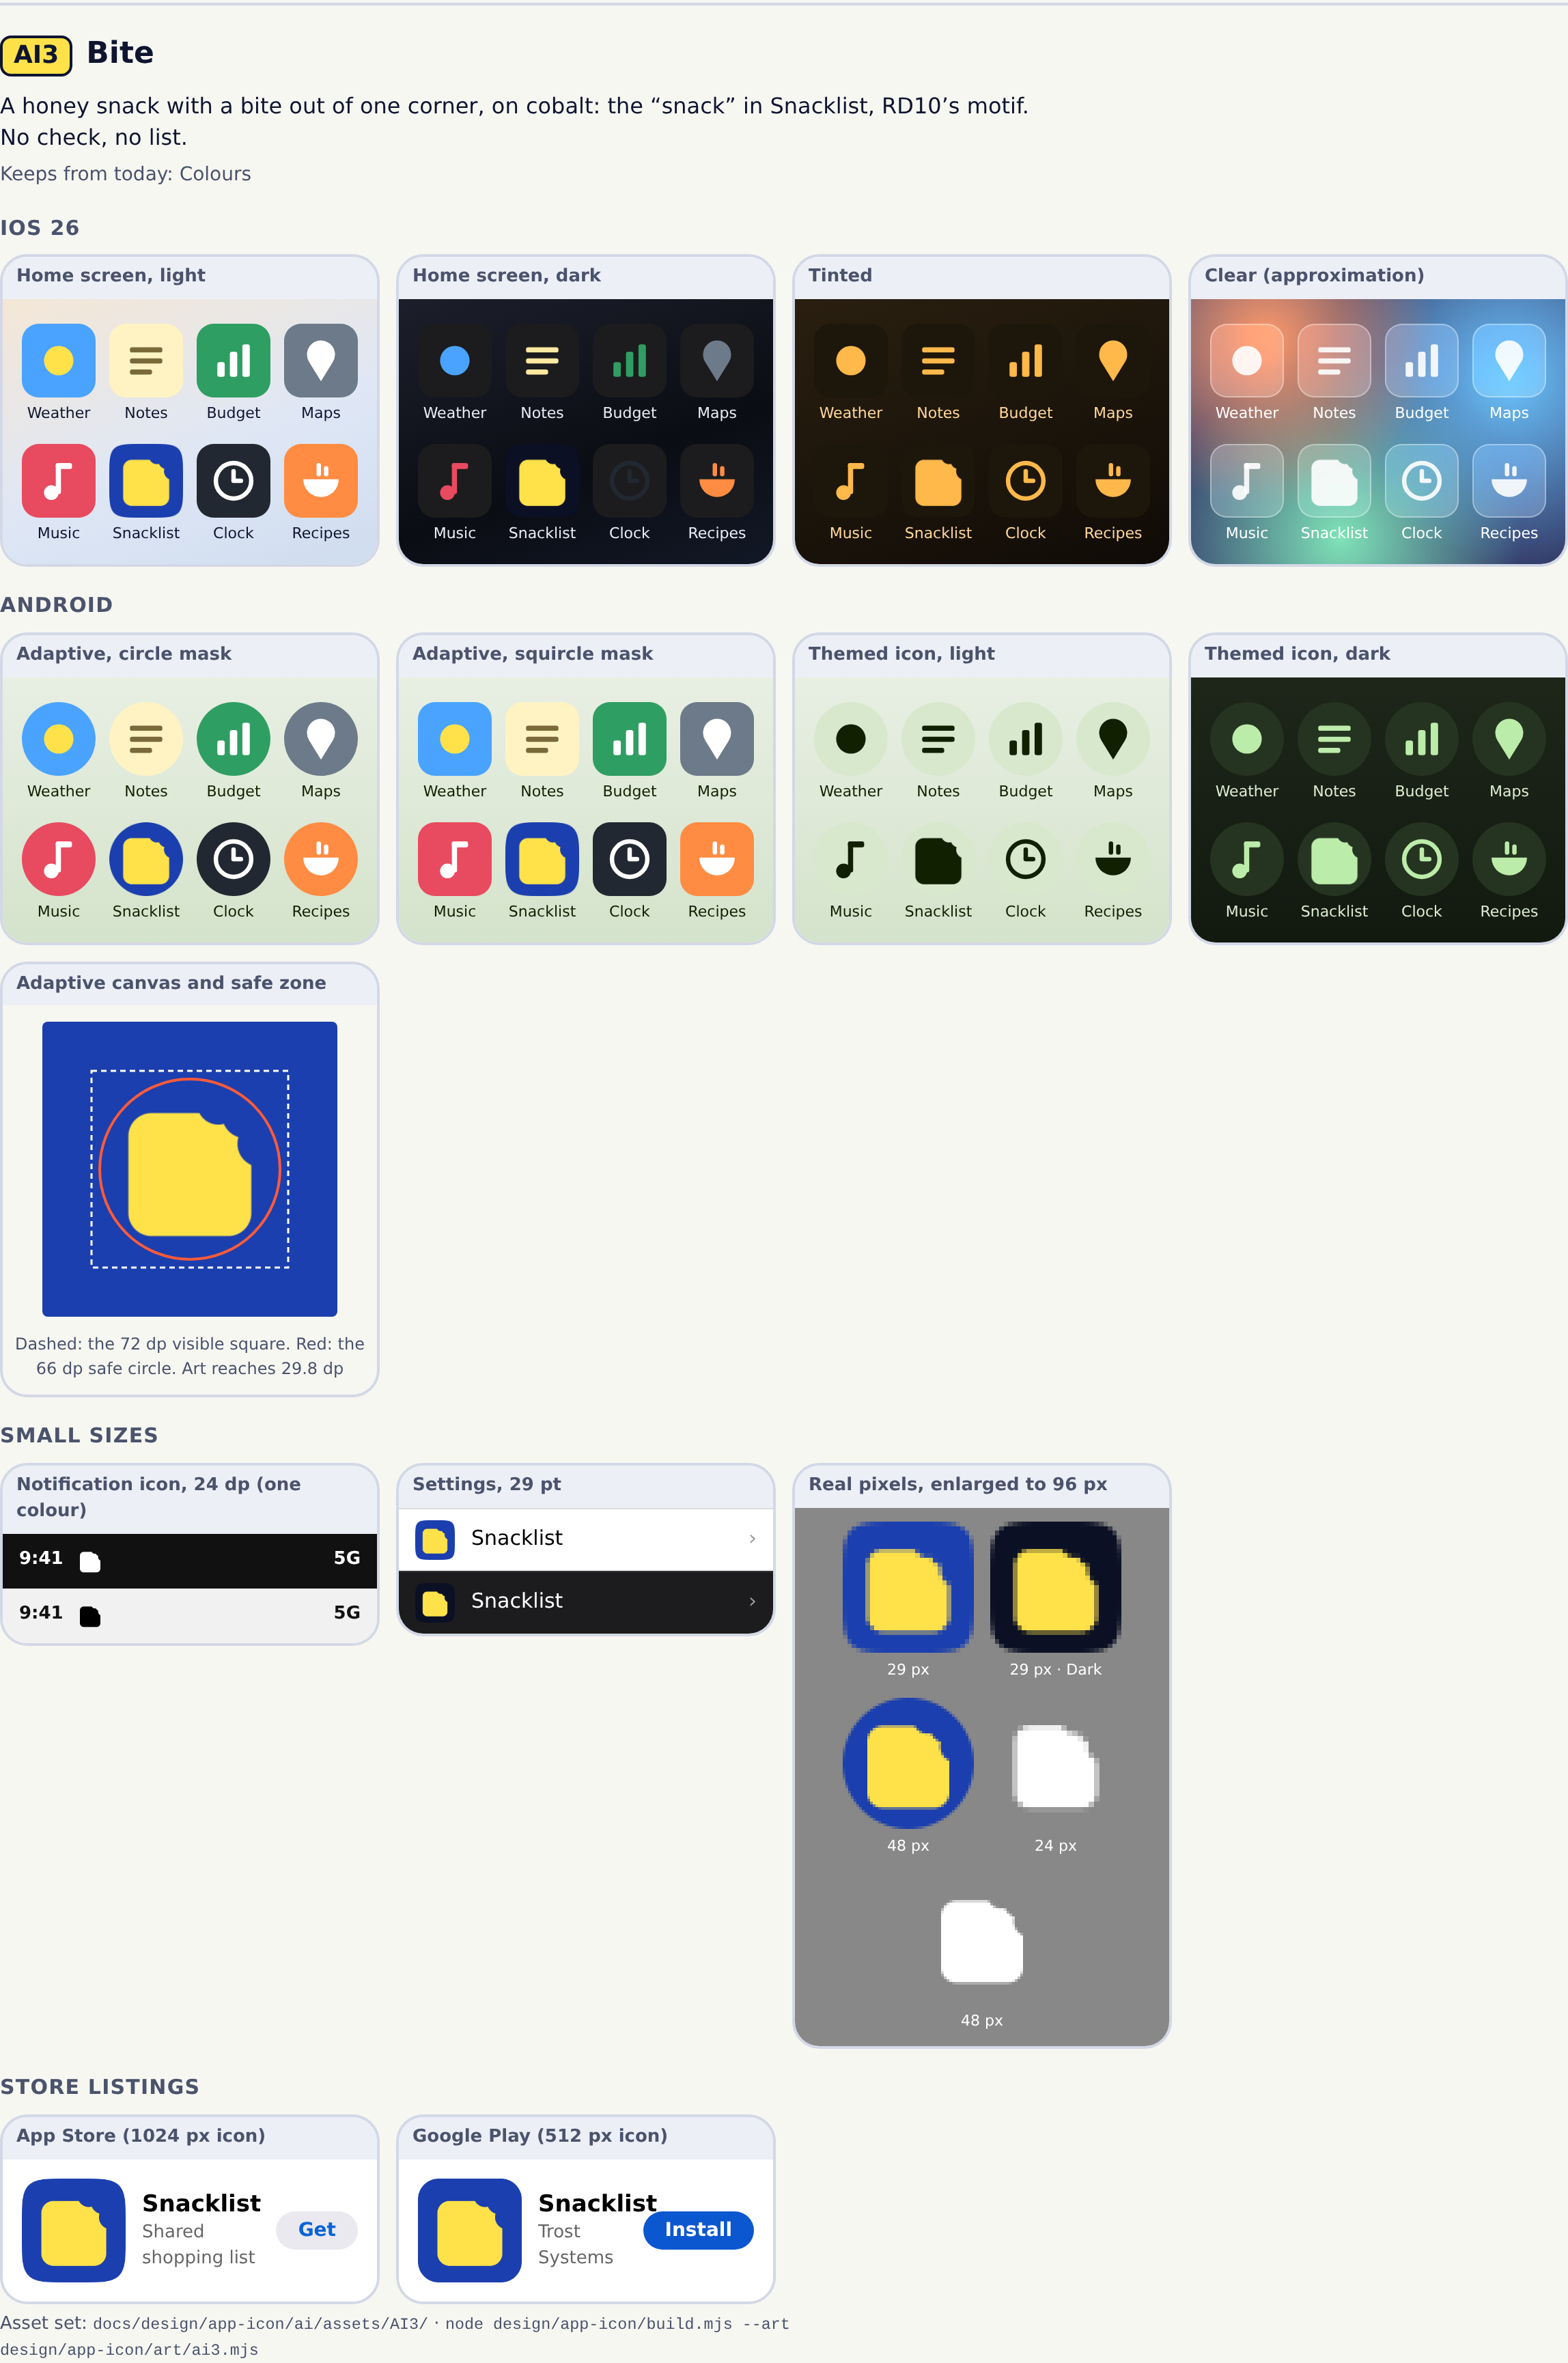 AI3 Bite
A honey snack with a bite out of one corner, on cobalt: the “snack” in Snacklist, RD10’s motif.
No check, no list.
Keeps from today: Colours
IOS 26
Home screen, light
Weather Notes Budget Maps
Music Snacklist Clock Recipes
Home screen, dark
Weather Notes Budget Maps
Music Snacklist Clock Recipes
Tinted
Weather Notes Budget Maps
Music Snacklist Clock Recipes
Clear (approximation)
Weather Notes Budget Maps
Music Snacklist Clock Recipes
ANDROID
Adaptive, circle mask
Weather Notes Budget Maps
Music Snacklist Clock Recipes
Adaptive, squircle mask
Weather Notes Budget Maps
Music Snacklist Clock Recipes
Themed icon, light
Weather Notes Budget Maps
Music Snacklist Clock Recipes
Themed icon, dark
Weather Notes Budget Maps
Music Snacklist Clock Recipes
Adaptive canvas and safe zone
Dashed: the 72 dp visible square. Red: the
66 dp safe circle. Art reaches 29.8 dp
SMALL SIZES
Notification icon, 24 dp (one
colour)
9:41 5G
9:41 5G
Settings, 29 pt
Snacklist ›
Snacklist ›
Real pixels, enlarged to 96 px
29 px 29 px · Dark
48 px 24 px
48 px
STORE LISTINGS
App Store (1024 px icon)
Snacklist
Shared
shopping list
Get
Google Play (512 px icon)
Snacklist
Trost
Systems
Install
Asset set: docs/design/app-icon/ai/assets/AI3/ · node design/app-icon/build.mjs --art
design/app-icon/art/ai3.mjs